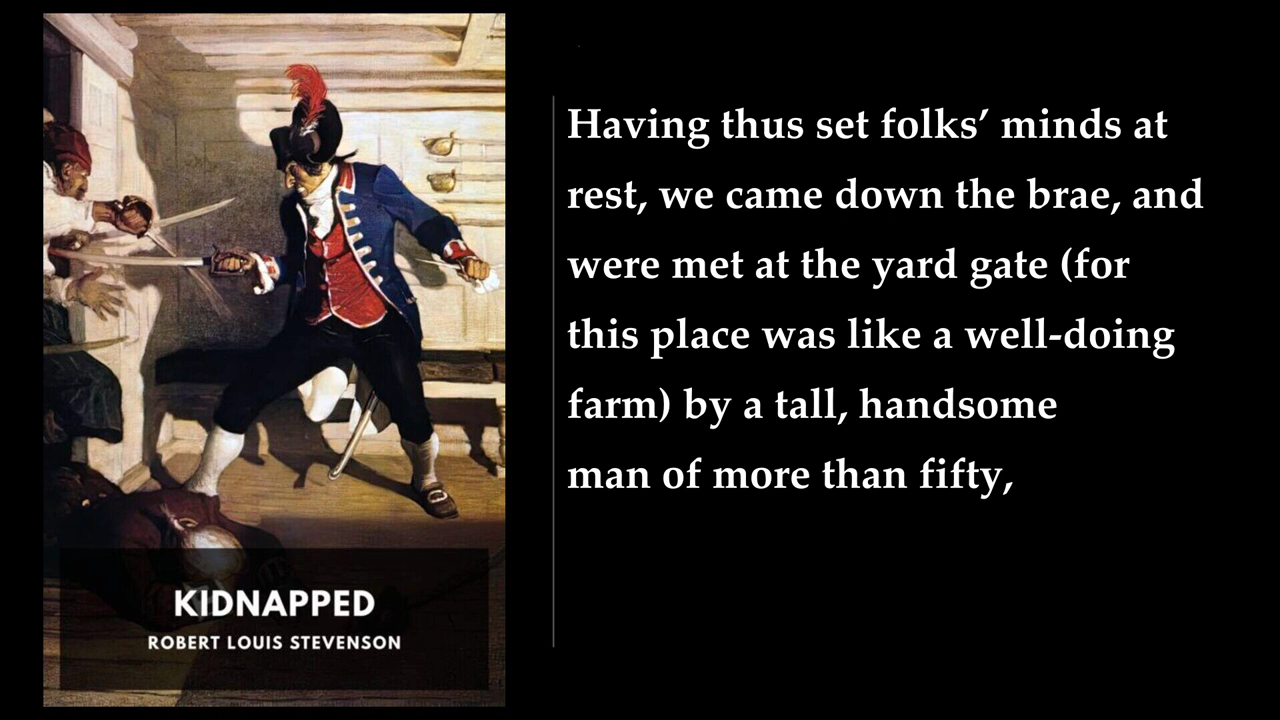 Having thus set folks’ minds at
rest, we came down the brae, and
were met at the yard gate (for
this place was like a well-doing
farm) by a tall, handsome
man of more than fifty,
KIDNAPPED
ROBERT LOUIS STEVENSON